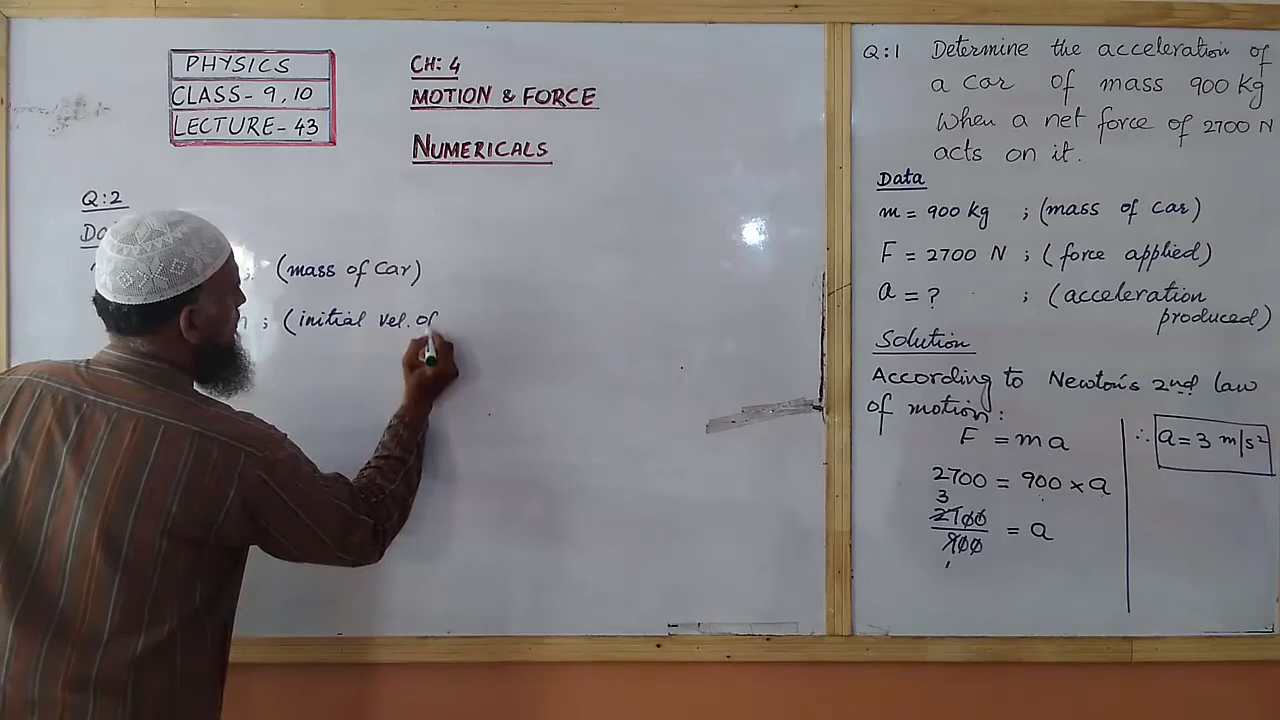 PHYSICS
CLASS - 9, 10
LECTURE - 43
CH: 4
MOTION & FORCE
NUMERICALS
Q:2
(mass of Car)
; (initial vel. of
Q:1 Determine the acceleration of
a car of mass 900 Kg
When a net force of 2700 N
acts on it.
Data
m = 900 kg ; (mass of car)
F = 2700 N ; (force applied)
a = ? ; (acceleration
produced)
Solution
According to Newton's 2nd law
of motion:
F = ma
2700 = 900 × a
3
2700
900
1
= a
∴ a = 3 m/s²